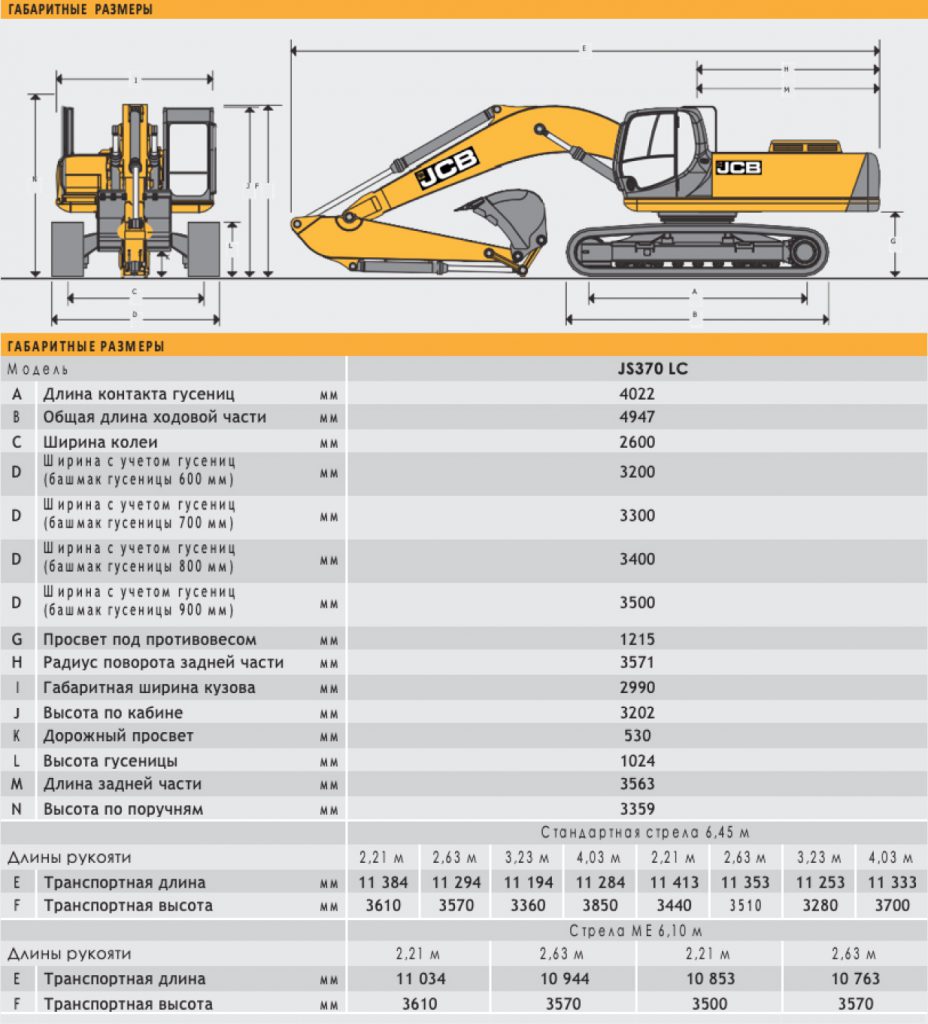 ГАБАРИТНЫЕ РАЗМЕРЫ
E
I
H
M
N
J
F
L
K
G
C
D
A
B
JCB
JCB
ГАБАРИТНЫЕ РАЗМЕРЫ
Модель JS370 LC
A Длина контакта гусениц мм 4022
B Общая длина ходовой части мм 4947
C Ширина колеи мм 2600
D Ширина с учетом гусениц
(башмак гусеницы 600 мм) мм 3200
D Ширина с учетом гусениц
(башмак гусеницы 700 мм) мм 3300
D Ширина с учетом гусениц
(башмак гусеницы 800 мм) мм 3400
D Ширина с учетом гусениц
(башмак гусеницы 900 мм) мм 3500
G Просвет под противовесом мм 1215
H Радиус поворота задней части мм 3571
I Габаритная ширина кузова мм 2990
J Высота по кабине мм 3202
K Дорожный просвет мм 530
L Высота гусеницы мм 1024
M Длина задней части мм 3563
N Высота по поручням мм 3359
Стандартная стрела 6,45 м
Длины рукояти 2,21 м 2,63 м 3,23 м 4,03 м 2,21 м 2,63 м 3,23 м 4,03 м
E Транспортная длина мм 11 384 11 294 11 194 11 284 11 413 11 353 11 253 11 333
F Транспортная высота мм 3610 3570 3360 3850 3440 3510 3280 3700
Стрела ME 6,10 м
Длины рукояти 2,21 м 2,63 м 2,21 м 2,63 м
E Транспортная длина мм 11 034 10 944 10 853 10 763
F Транспортная высота мм 3610 3570 3500 3570